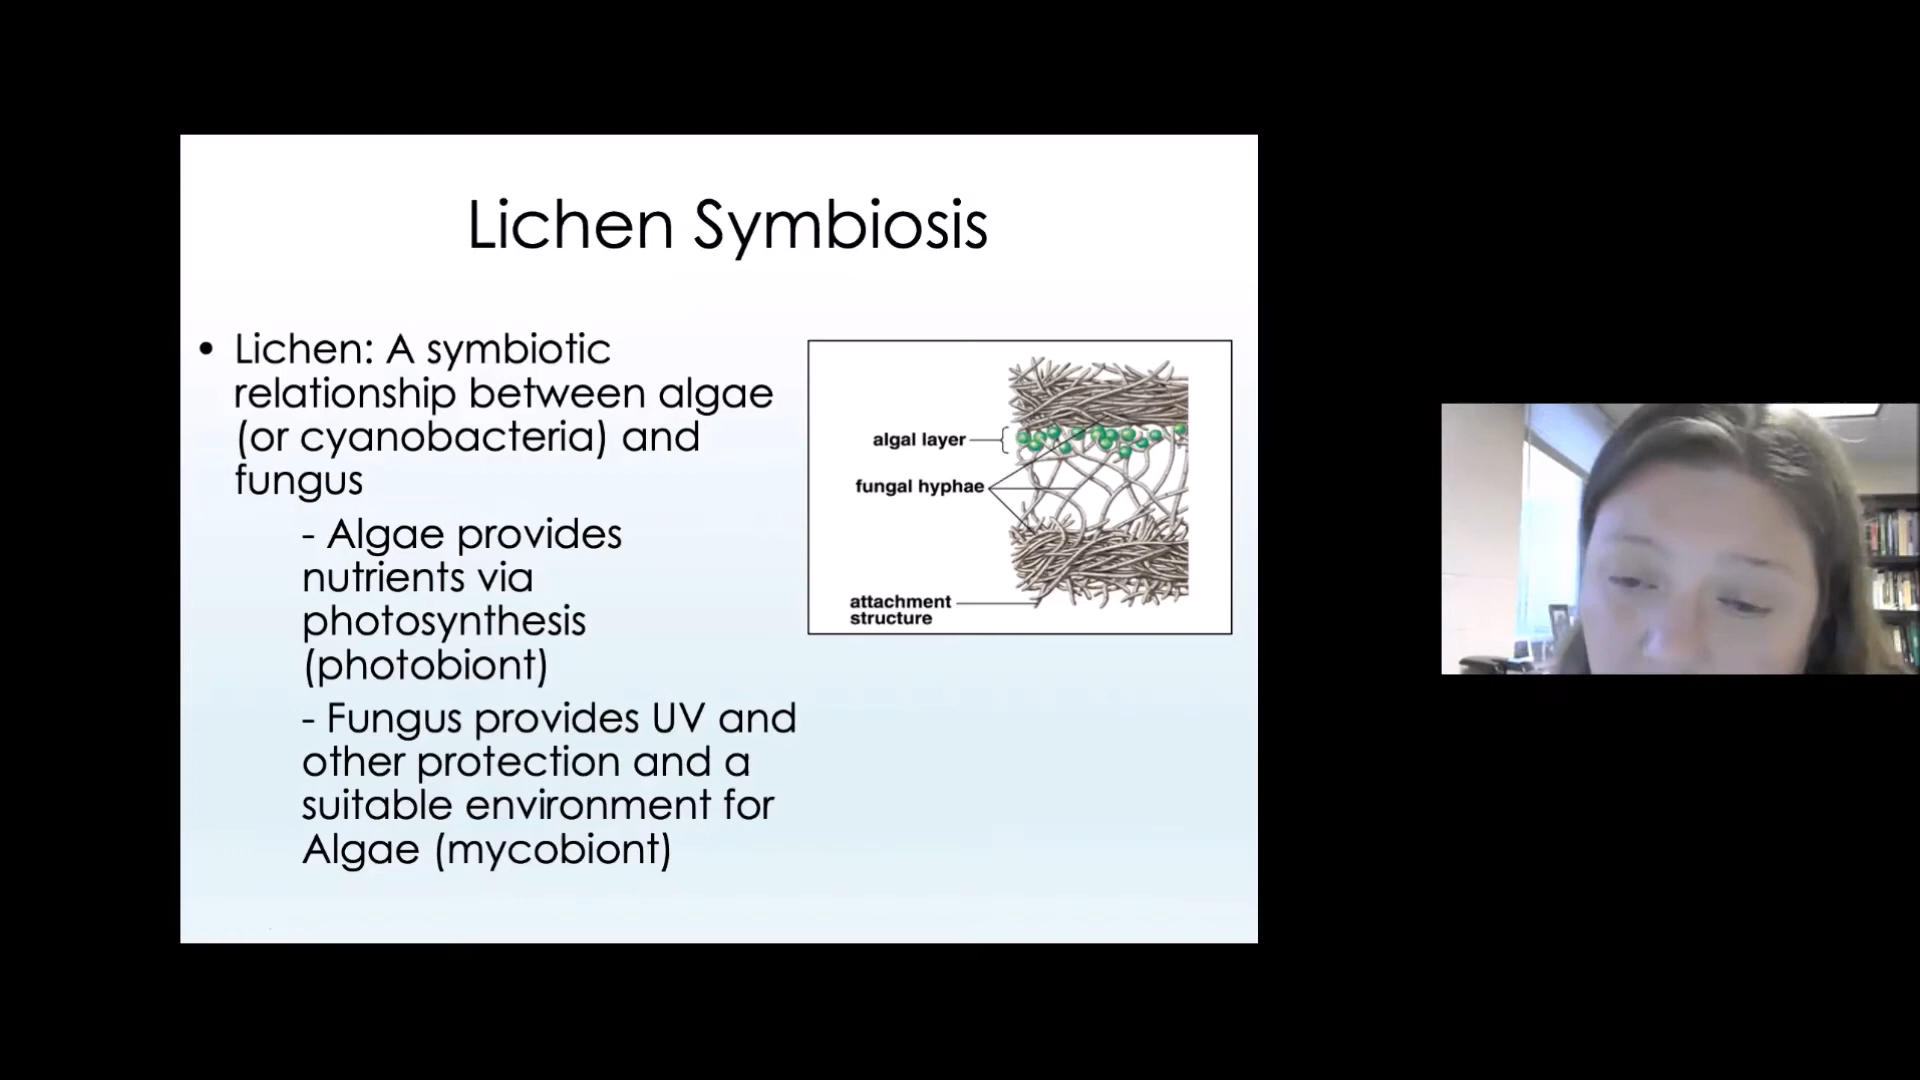 Lichen Symbiosis
• Lichen: A symbiotic
relationship between algae
(or cyanobacteria) and
fungus
- Algae provides
nutrients via
photosynthesis
(photobiont)
- Fungus provides UV and
other protection and a
suitable environment for
Algae (mycobiont)
algal layer
fungal hyphae
attachment
structure